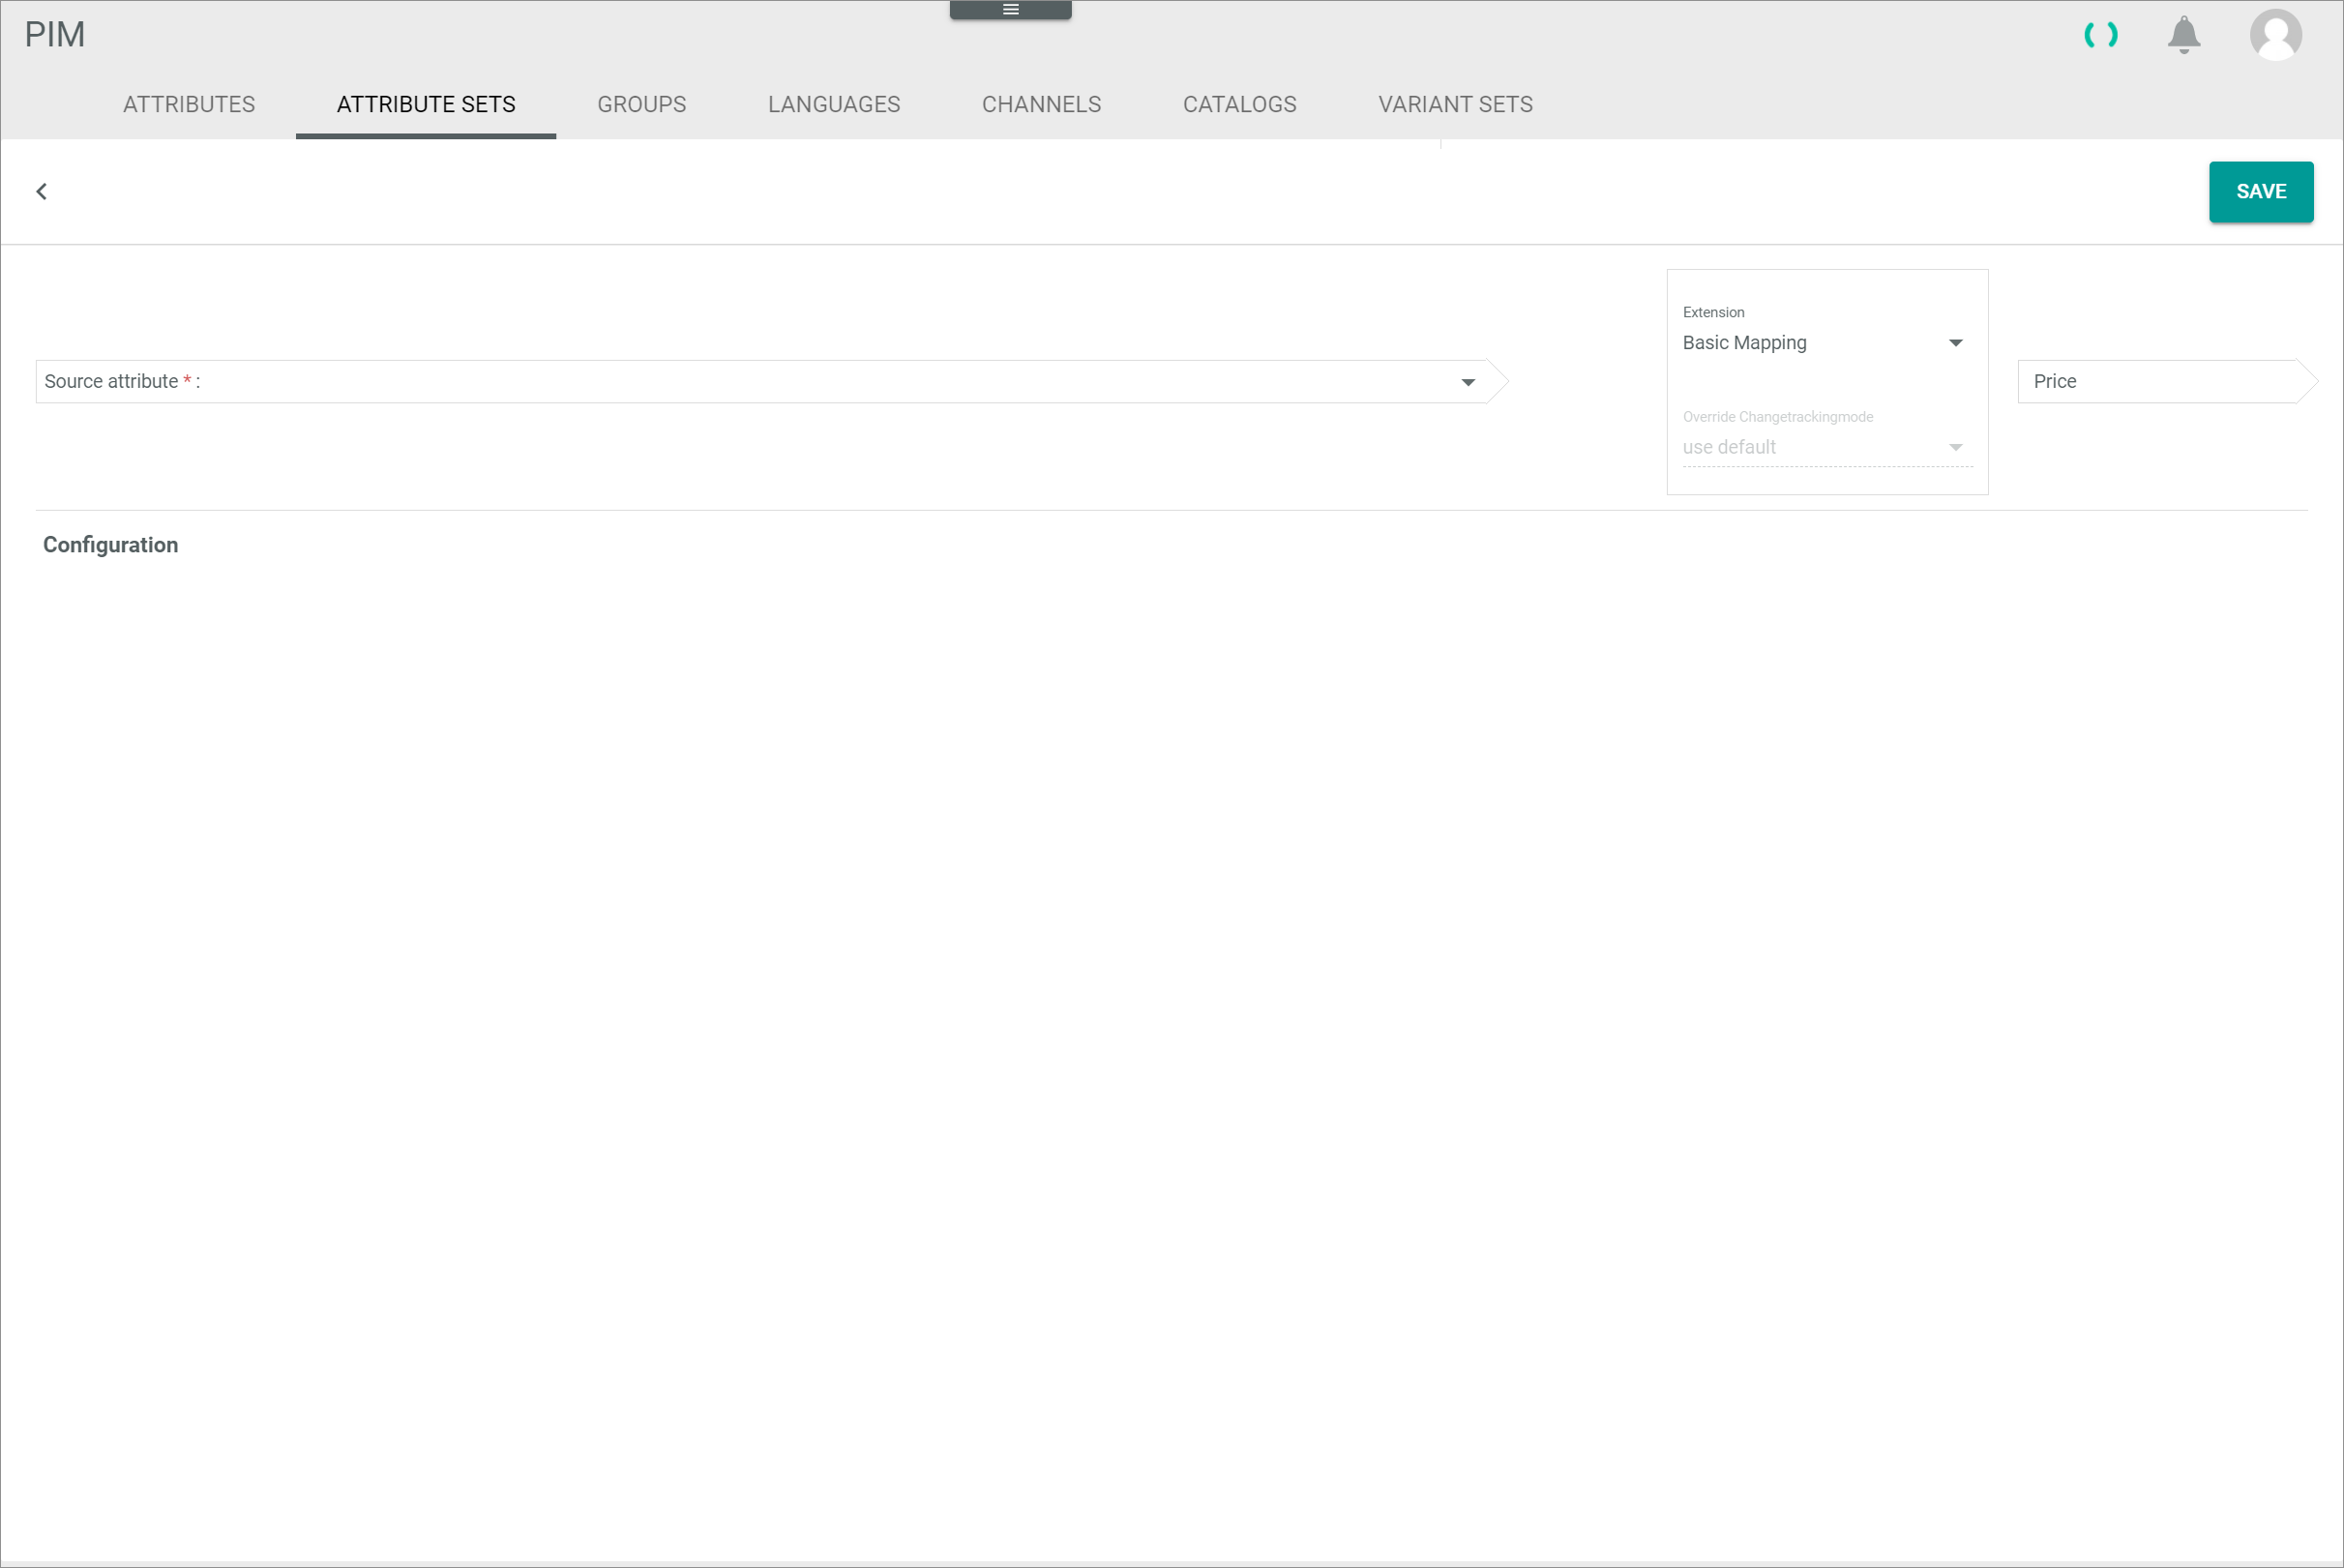 PIM
ATTRIBUTES
ATTRIBUTE SETS
GROUPS
LANGUAGES
CHANNELS
CATALOGS
VARIANT SETS
SAVE
Source attribute * :
Extension
Basic Mapping
Override Changetrackingmode
use default
Price
Configuration